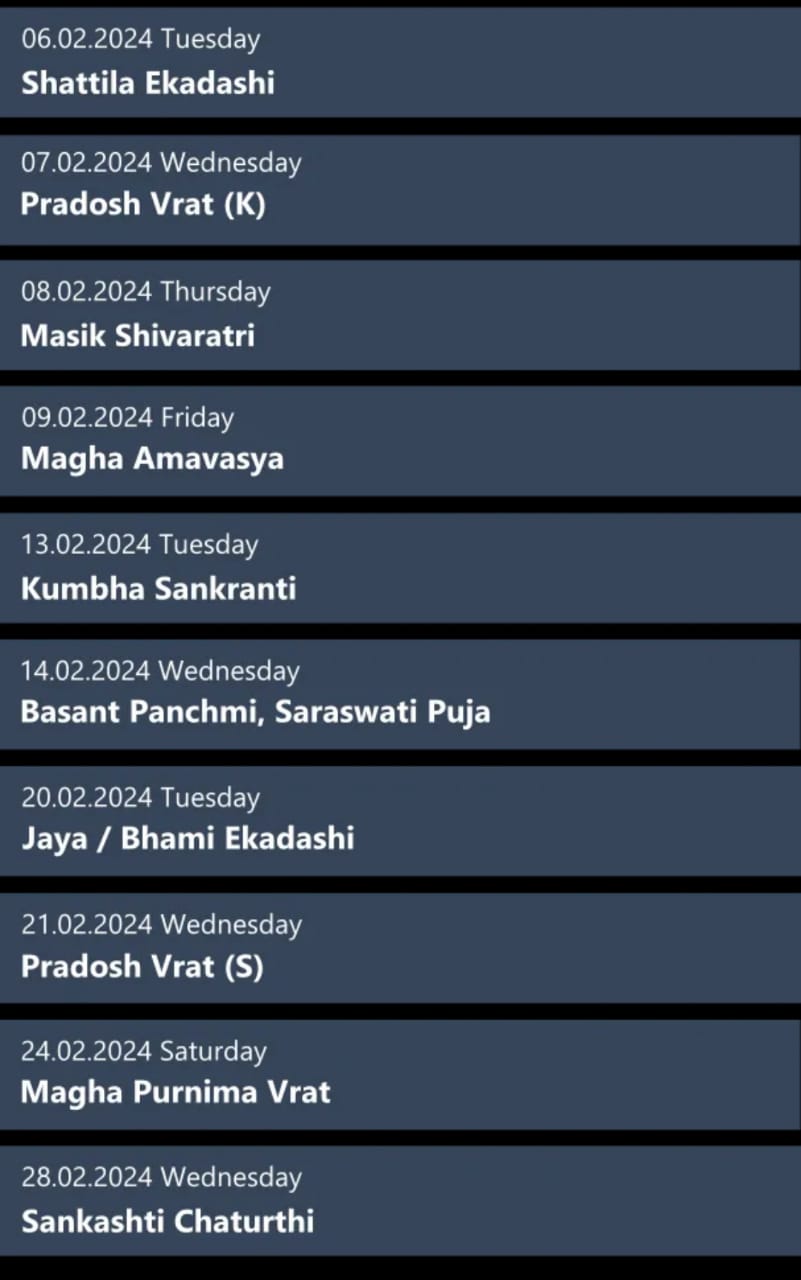 06.02.2024 Tuesday
Shattila Ekadashi
07.02.2024 Wednesday
Pradosh Vrat (K)
08.02.2024 Thursday
Masik Shivaratri
09.02.2024 Friday
Magha Amavasya
13.02.2024 Tuesday
Kumbha Sankranti
14.02.2024 Wednesday
Basant Panchmi, Saraswati Puja
20.02.2024 Tuesday
Jaya / Bhami Ekadashi
21.02.2024 Wednesday
Pradosh Vrat (S)
24.02.2024 Saturday
Magha Purnima Vrat
28.02.2024 Wednesday
Sankashti Chaturthi